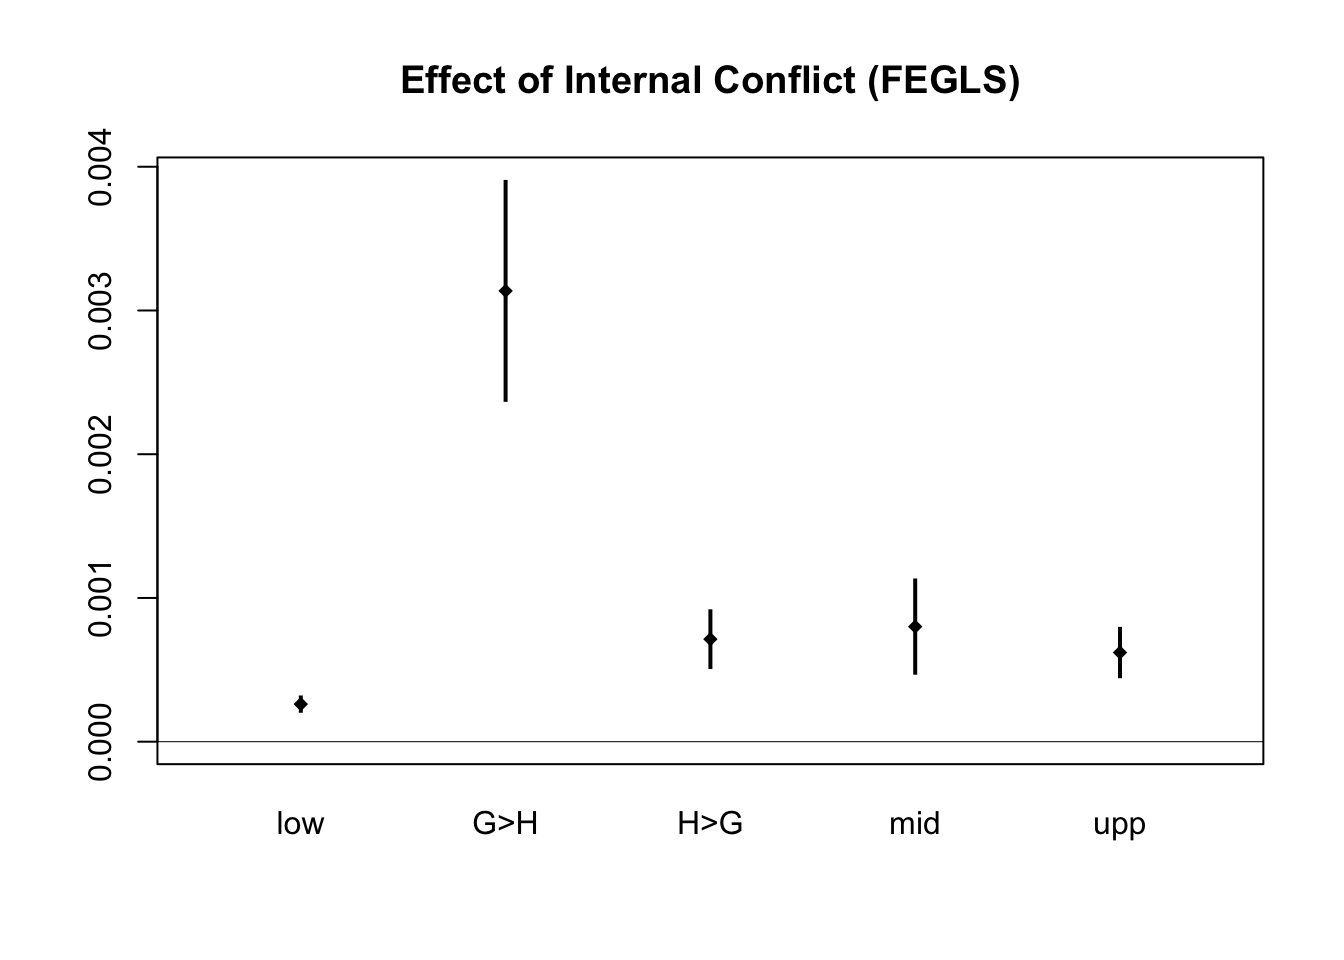 Effect of Internal Conflict (FEGLS)
0.004
0.003
0.002
0.001
0.000
low G>H H>G mid upp